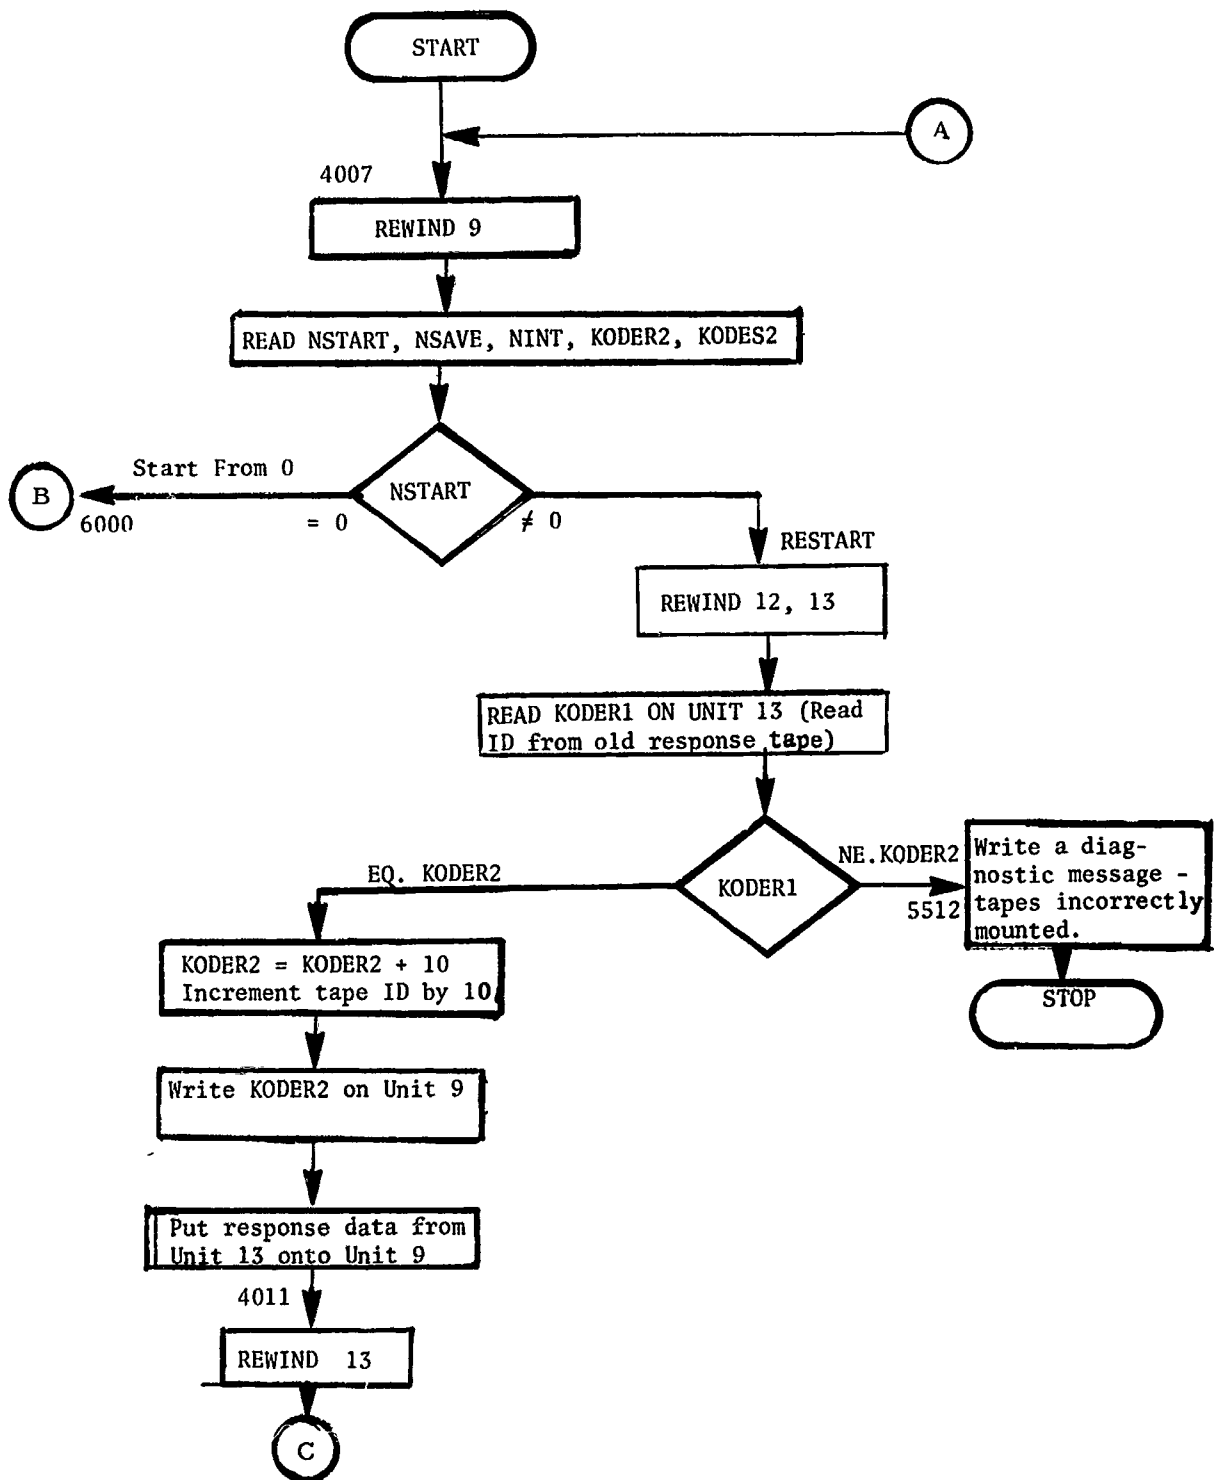 START
A
4007
REWIND 9
READ NSTART, NSAVE, NINT, KODER2, KODES2
Start From 0
B
NSTART
6000
= 0
≠ 0
RESTART
REWIND 12, 13
READ KODER1 ON UNIT 13 (Read
ID from old response tape)
EQ. KODER2
KODER1
NE.KODER2
5512
Write a diag-
nostic message -
tapes incorrectly
mounted.
STOP
KODER2 = KODER2 + 10
Increment tape ID by 10
Write KODER2 on Unit 9
Put response data from
Unit 13 onto Unit 9
4011
REWIND 13
C